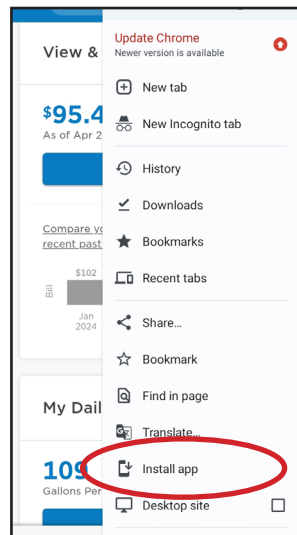 View &
$95.4
As of Apr 2
Compare yo
recent past
$102
Bill
Jan
2024
My Dail
109
Gallons Per
Update Chrome
Newer version is available
New tab
New Incognito tab
History
Downloads
Bookmarks
Recent tabs
Share...
Bookmark
Find in page
Translate...
Install app
Desktop site